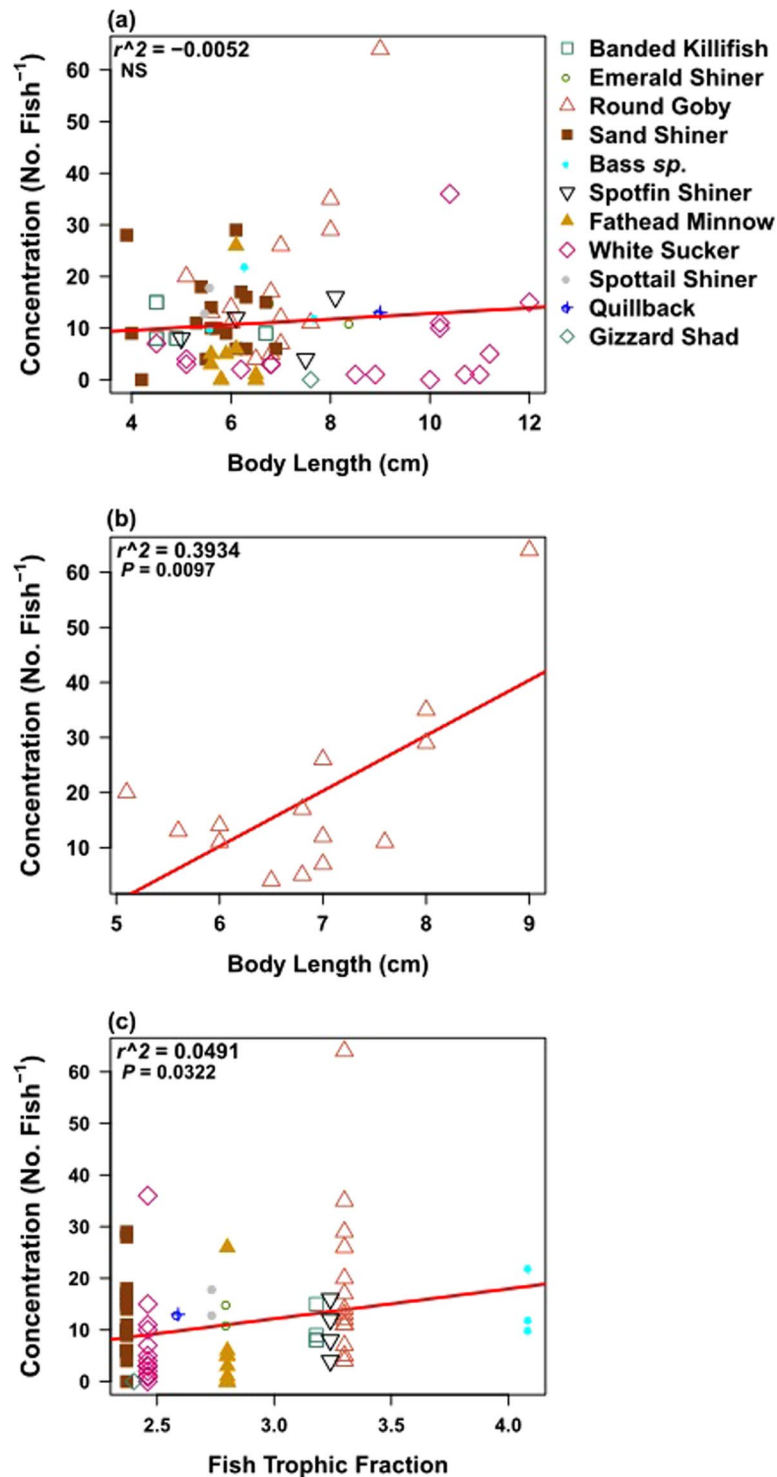 (a)
r^2 = −0.0052
NS
Concentration (No. Fish⁻¹)
60
50
40
30
20
10
0
4 6 8 10 12
Body Length (cm)
Banded Killifish
Emerald Shiner
Round Goby
Sand Shiner
Bass sp.
Spotfin Shiner
Fathead Minnow
White Sucker
Spottail Shiner
Quillback
Gizzard Shad
(b)
r^2 = 0.3934
P = 0.0097
Concentration (No. Fish⁻¹)
60
50
40
30
20
10
5 6 7 8 9
Body Length (cm)
(c)
r^2 = 0.0491
P = 0.0322
Concentration (No. Fish⁻¹)
60
50
40
30
20
10
0
2.5 3.0 3.5 4.0
Fish Trophic Fraction